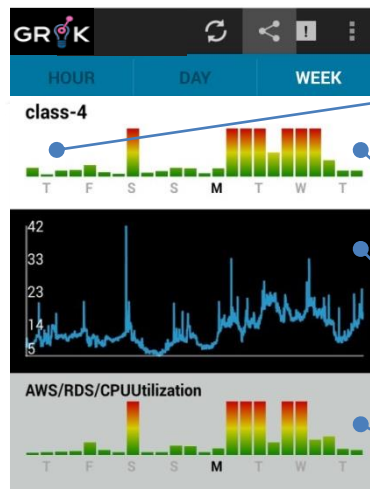 GROK !
HOUR DAY WEEK
class-4
T F S S M T W T
42
33
23
14
5
AWS/RDS/CPUUtilization
T F S S M T W T